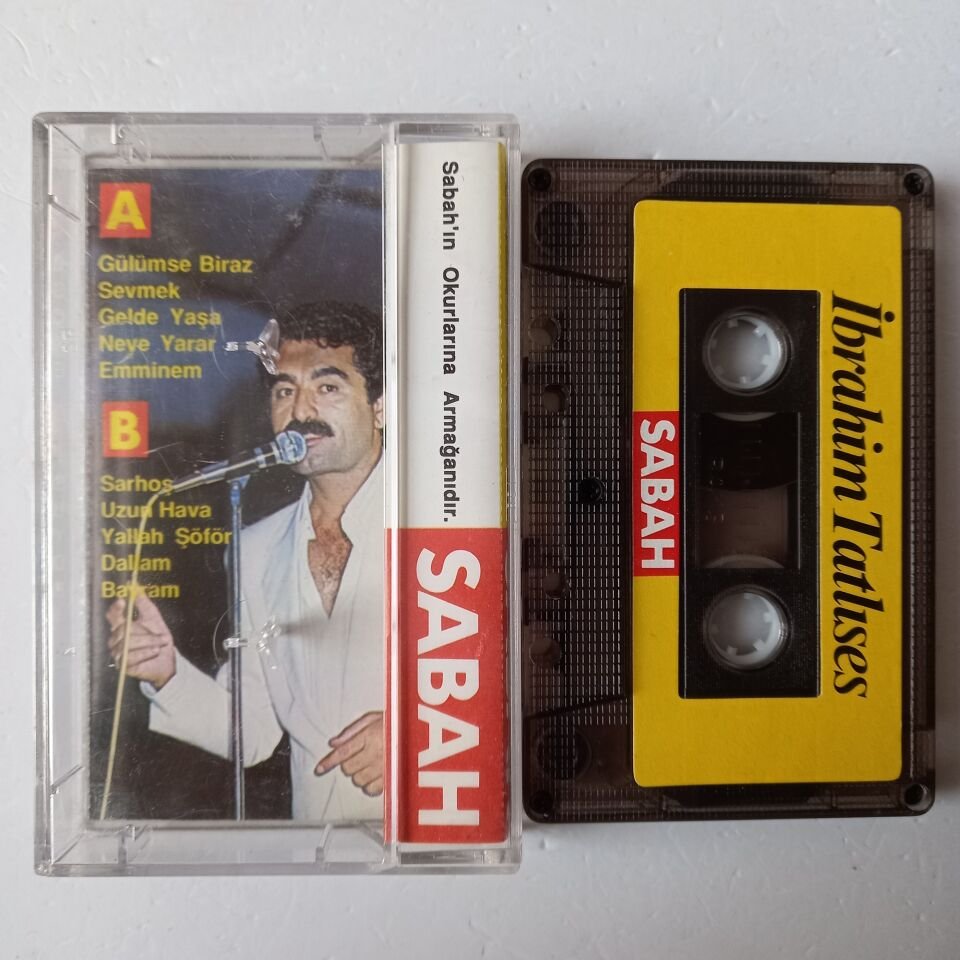 A
Gülümse Biraz
Sevmek
Gelde Yaşa
Neye Yarar
Emminem
B
Sarhoş
Uzun Hava
Yallah Şöför
Dallam
Bayram
Sabah'ın Okurlarına Armağanıdır.
SABAH
İbrahim Tatlıses
SABAH